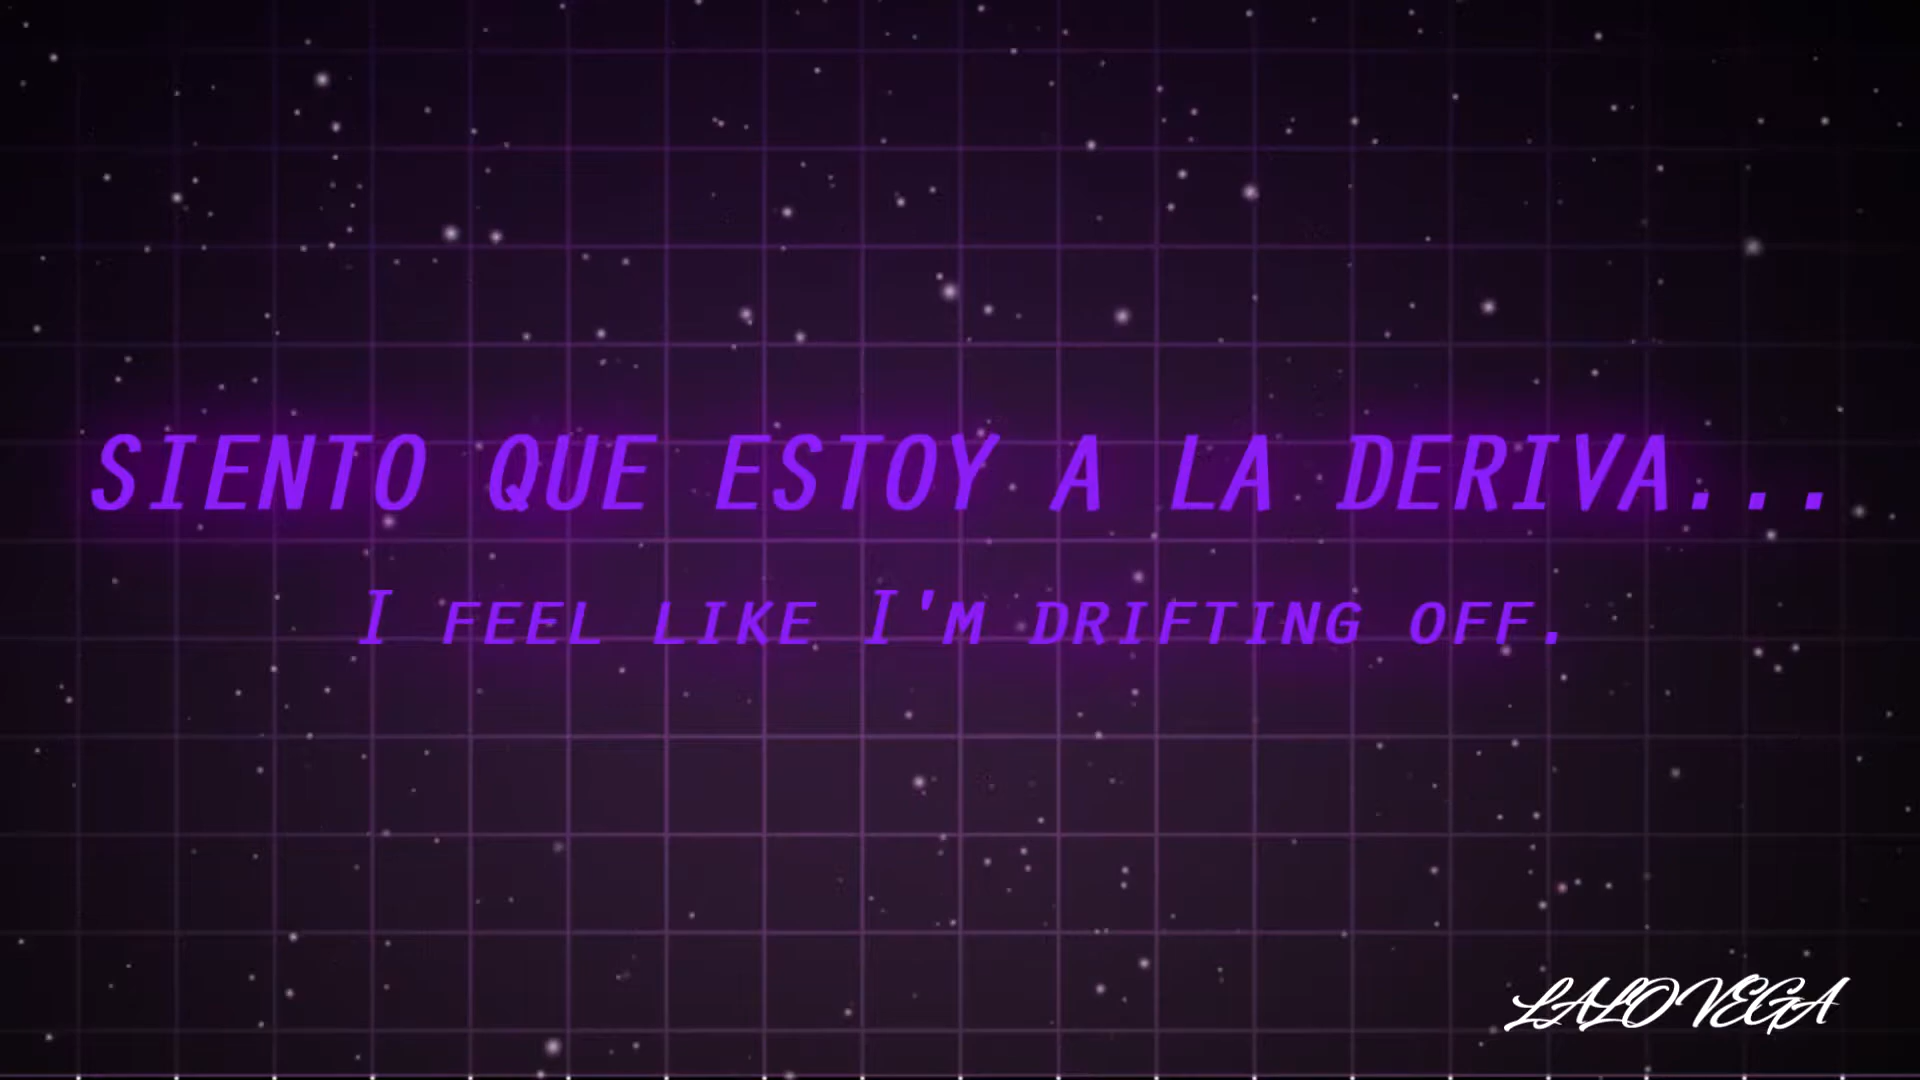 SIENTO QUE ESTOY A LA DERIVA...
I FEEL LIKE I'M DRIFTING OFF.
LALO VEGA